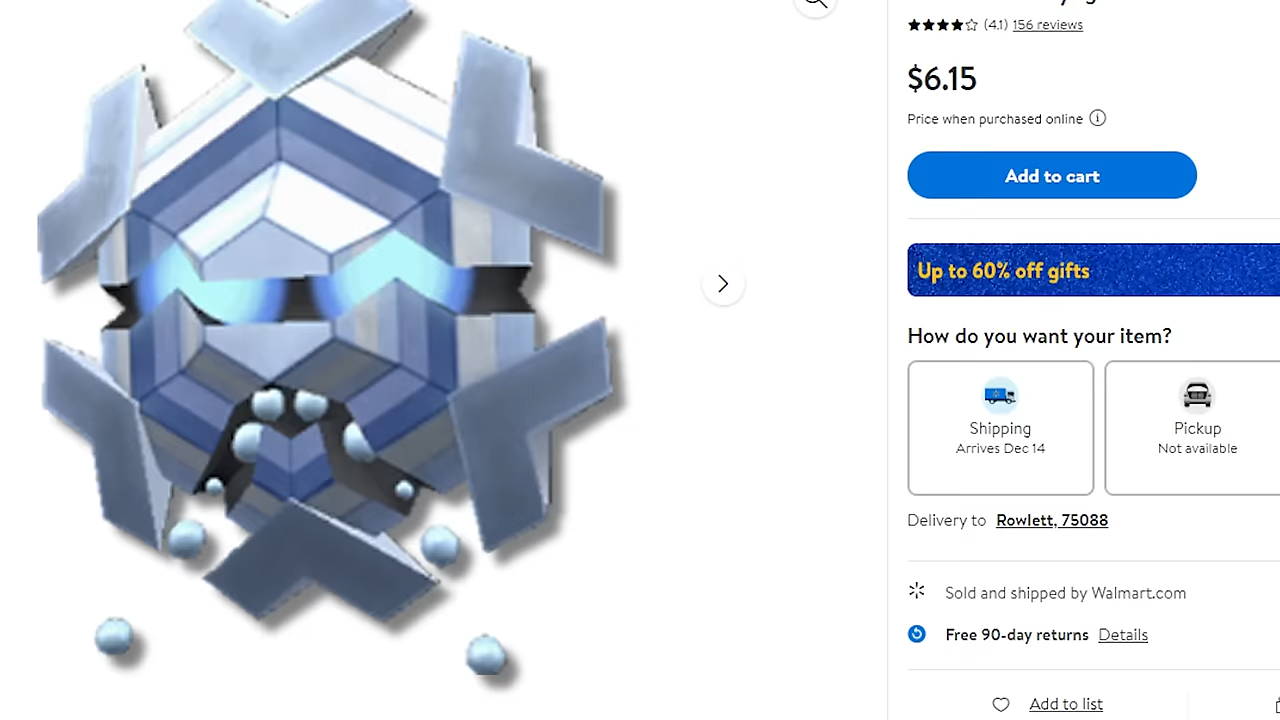 (4.1) 156 reviews
$6.15
Price when purchased online
Add to cart
Up to 60% off gifts
How do you want your item?
Shipping
Arrives Dec 14
Pickup
Not available
Delivery to Rowlett, 75088
Sold and shipped by Walmart.com
Free 90-day returns Details
Add to list